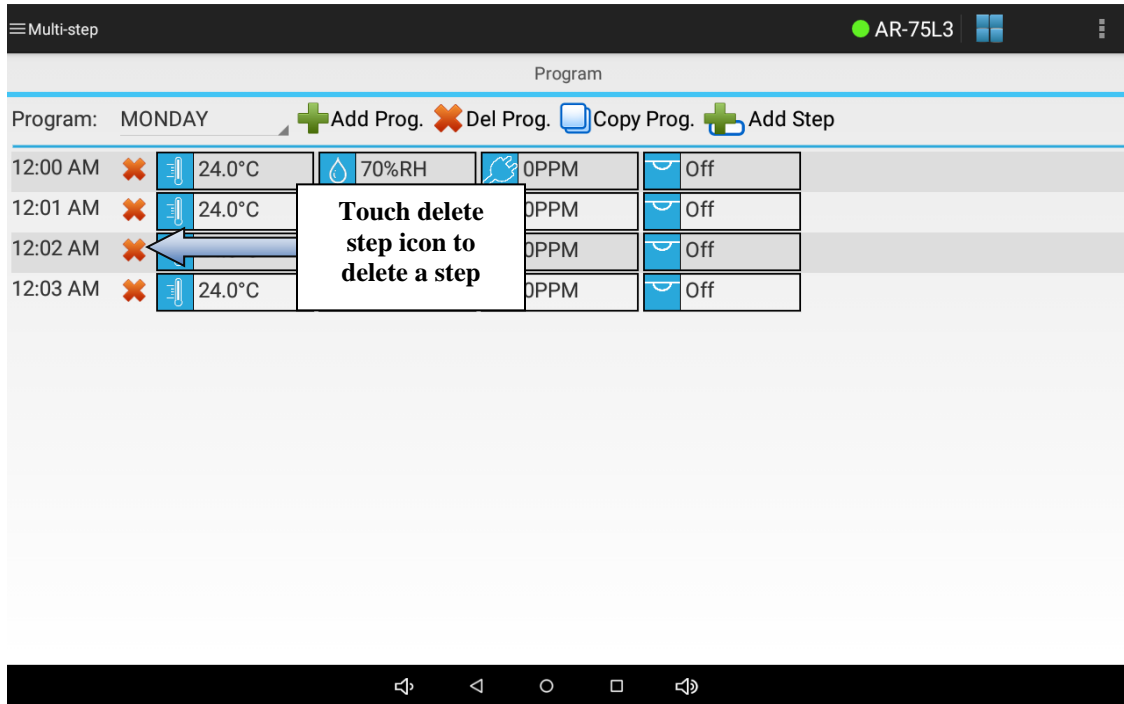 Multi-step AR-75L3
Program
Program: MONDAY Add Prog. Del Prog. Copy Prog. Add Step
12:00 AM 24.0°C 70%RH 0PPM Off
12:01 AM 24.0°C 0PPM Off
12:02 AM 0PPM Off
12:03 AM 24.0°C 0PPM Off
Touch delete
step icon to
delete a step